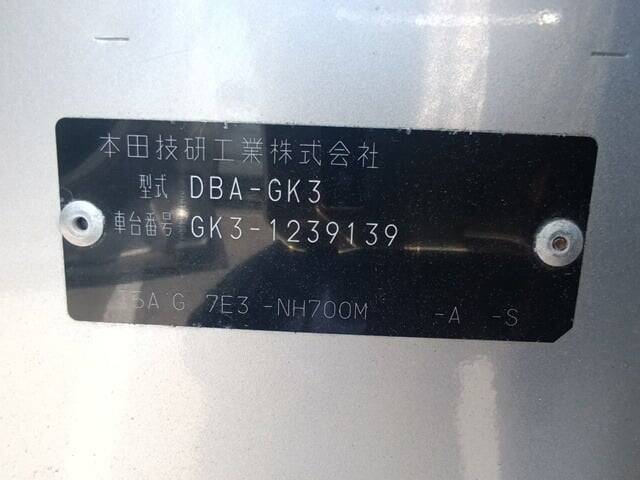 本田技研工業株式会社
型式 DBA-GK3
車台番号 GK3-1239139
7E3 -NH700M -A -S